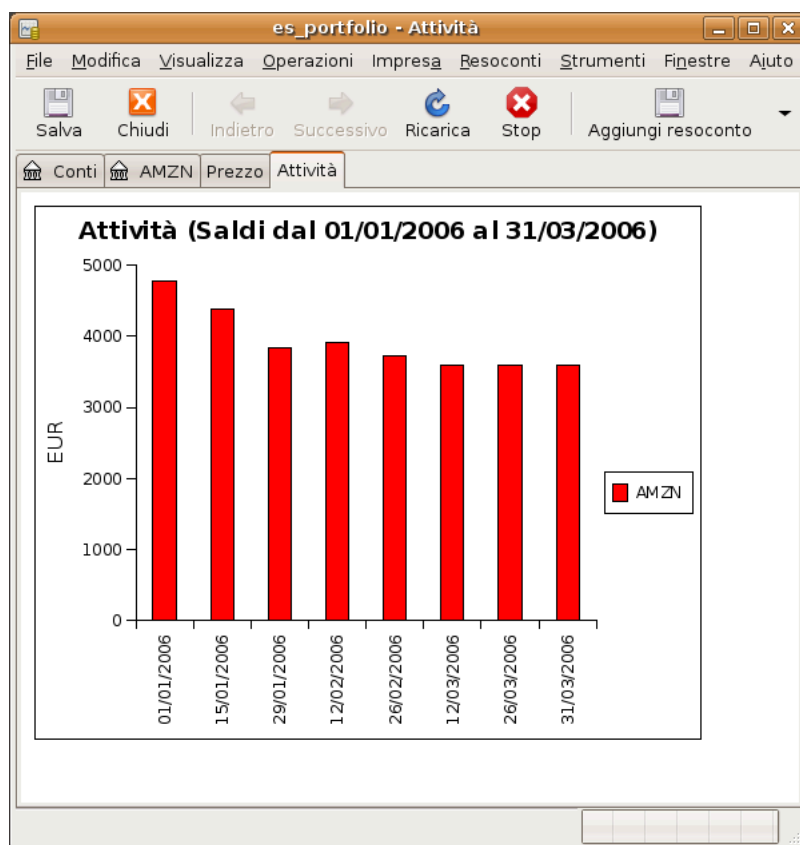 es_portfolio - Attività
File Modifica Visualizza Operazioni Impresa Resoconti Strumenti Finestre Aiuto
Salva Chiudi Indietro Successivo Ricarica Stop Aggiungi resoconto
Conti AMZN Prezzo Attività
Attività (Saldi dal 01/01/2006 al 31/03/2006)
5000
4000
3000
2000
1000
0
EUR
AMZN
01/01/2006
15/01/2006
29/01/2006
12/02/2006
26/02/2006
12/03/2006
26/03/2006
31/03/2006